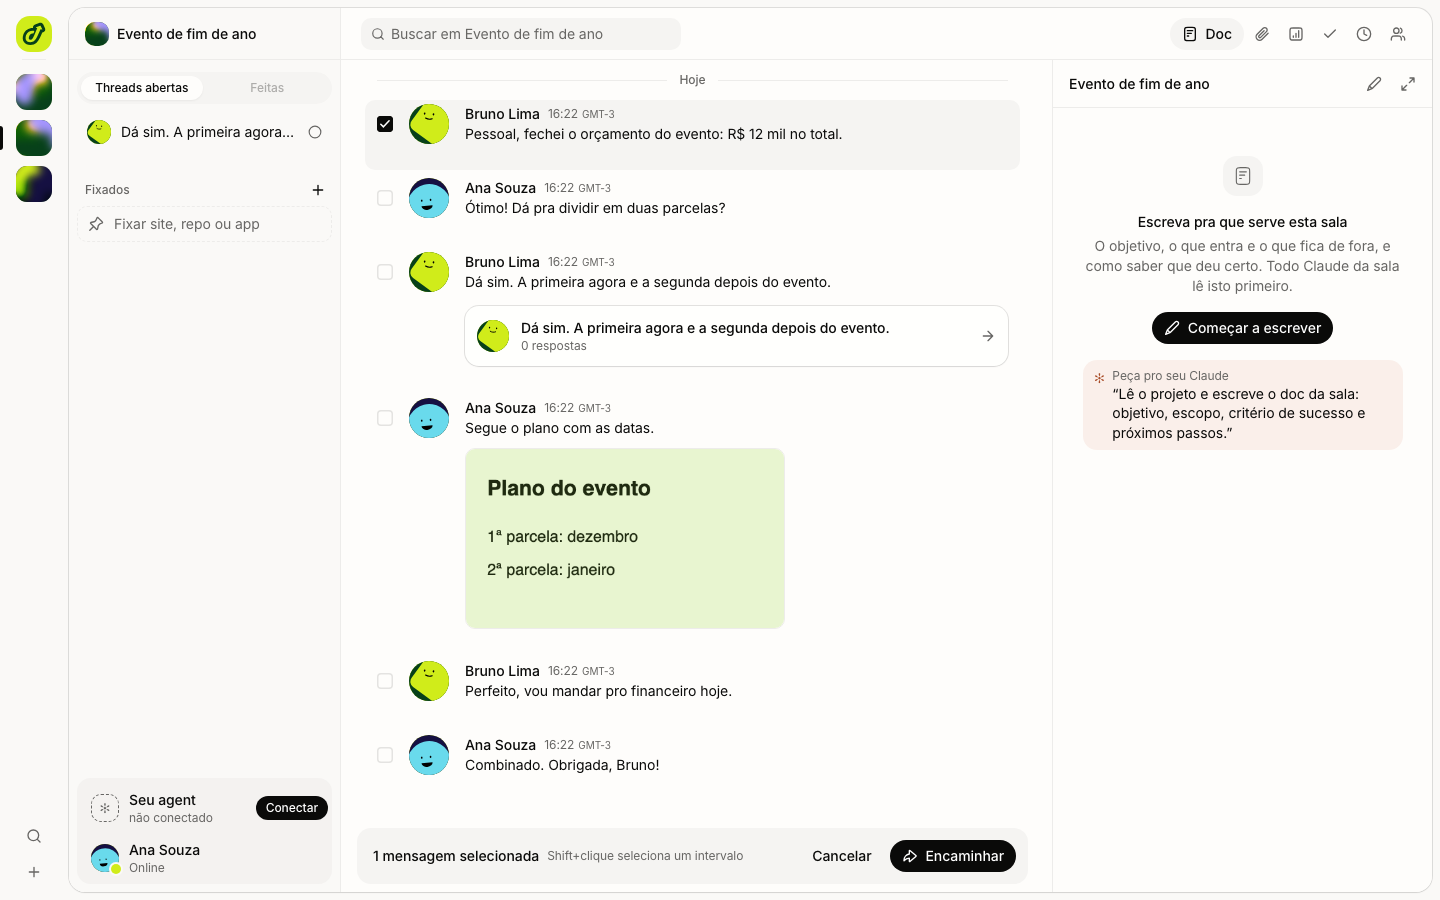 Evento de fim de ano
Buscar em Evento de fim de ano
Doc
Threads abertas
Feitas
Dá sim. A primeira agora...
Fixados
Fixar site, repo ou app
Seu agent
não conectado
Conectar
Ana Souza
Online
Hoje
Bruno Lima 16:22 GMT-3
Pessoal, fechei o orçamento do evento: R$ 12 mil no total.
Ana Souza 16:22 GMT-3
Ótimo! Dá pra dividir em duas parcelas?
Bruno Lima 16:22 GMT-3
Dá sim. A primeira agora e a segunda depois do evento.
Dá sim. A primeira agora e a segunda depois do evento.
0 respostas
Ana Souza 16:22 GMT-3
Segue o plano com as datas.
Plano do evento
1ª parcela: dezembro
2ª parcela: janeiro
Bruno Lima 16:22 GMT-3
Perfeito, vou mandar pro financeiro hoje.
Ana Souza 16:22 GMT-3
Combinado. Obrigada, Bruno!
1 mensagem selecionada Shift+clique seleciona um intervalo
Cancelar
Encaminhar
Evento de fim de ano
Escreva pra que serve esta sala
O objetivo, o que entra e o que fica de fora, e
como saber que deu certo. Todo Claude da sala
lê isto primeiro.
Começar a escrever
Peça pro seu Claude
“Lê o projeto e escreve o doc da sala:
objetivo, escopo, critério de sucesso e
próximos passos.”